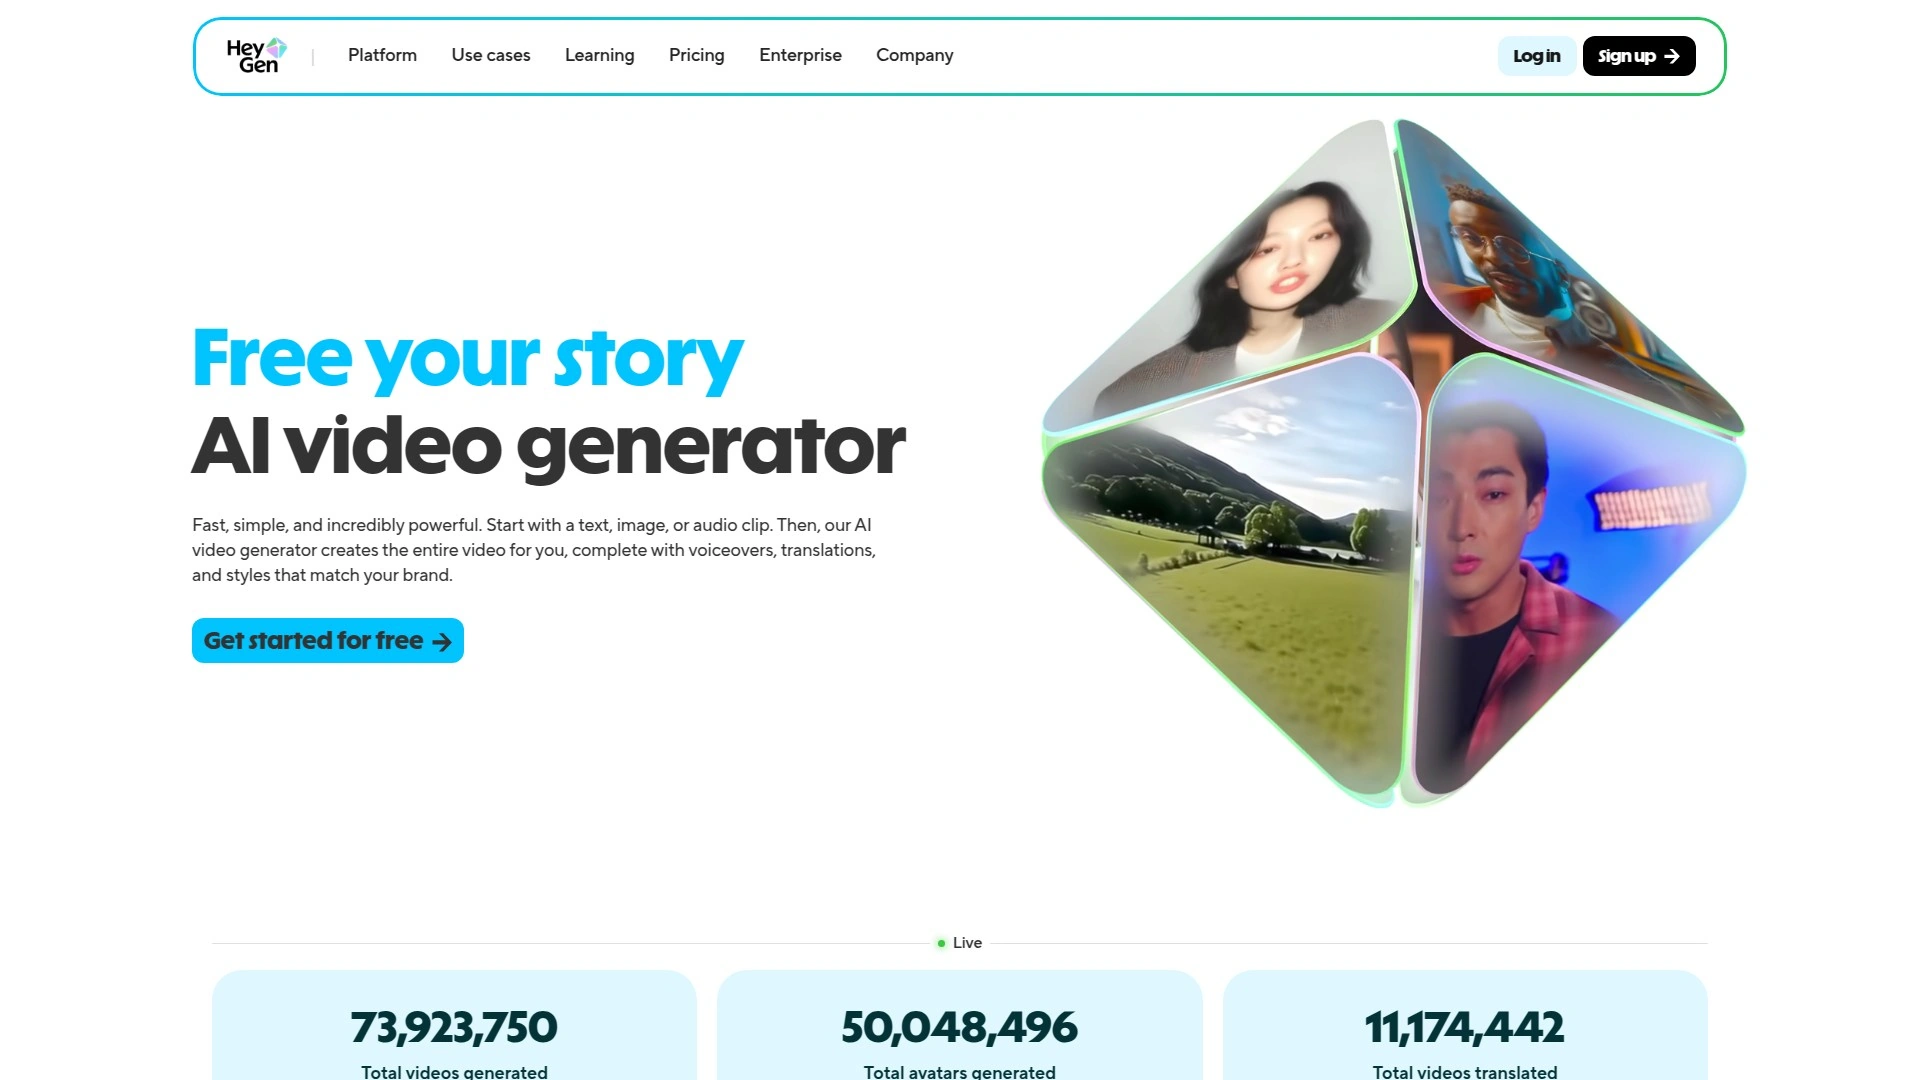 Hey
Gen
Platform
Use cases
Learning
Pricing
Enterprise
Company
Log in
Sign up
Free your story
AI video generator
Fast, simple, and incredibly powerful. Start with a text, image, or audio clip. Then, our AI
video generator creates the entire video for you, complete with voiceovers, translations,
and styles that match your brand.
Get started for free
Live
73,923,750
Total videos generated
50,048,496
Total avatars generated
11,174,442
Total videos translated